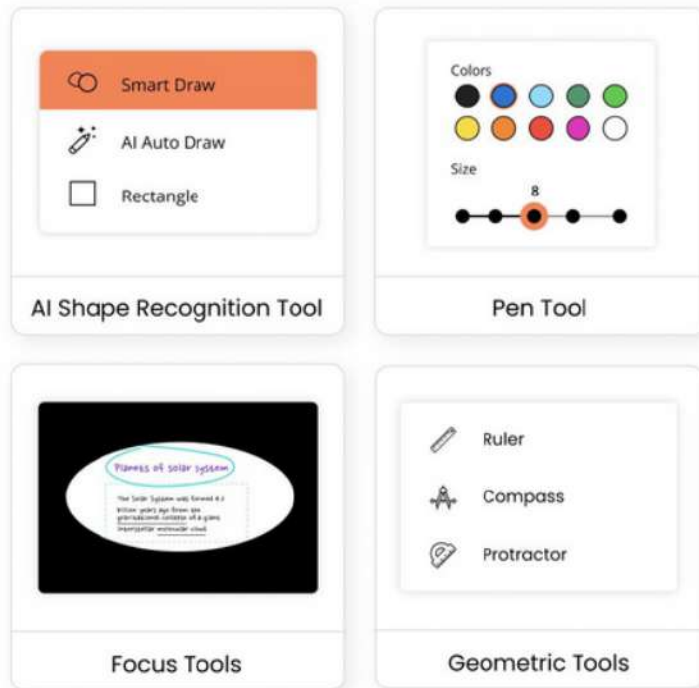 Smart Draw
AI Auto Draw
Rectangle
AI Shape Recognition Tool
Colors
Size
8
Pen Tool
Planets of solar system
The Solar System was formed 4.6
billion years ago from the
gravitational collapse of a giant
interstellar molecular cloud
Focus Tools
Ruler
Compass
Protractor
Geometric Tools